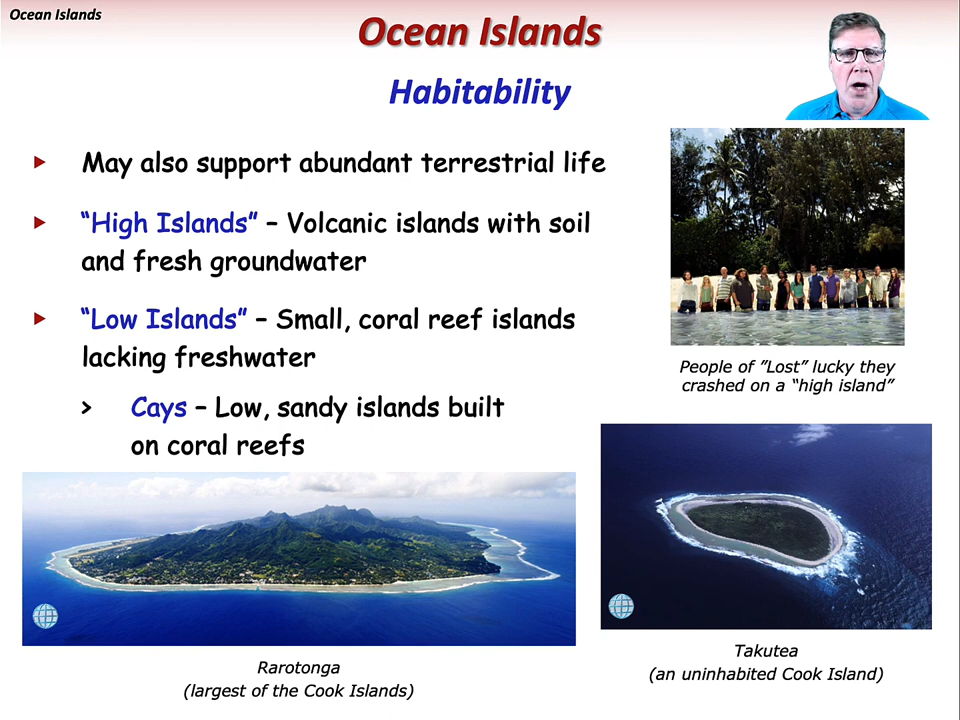 Ocean Islands
Ocean Islands
Habitability
May also support abundant terrestrial life
“High Islands” – Volcanic islands with soil
and fresh groundwater
“Low Islands” – Small, coral reef islands
lacking freshwater
> Cays – Low, sandy islands built
on coral reefs
People of ”Lost” lucky they
crashed on a “high island”
Rarotonga
(largest of the Cook Islands)
Takutea
(an uninhabited Cook Island)